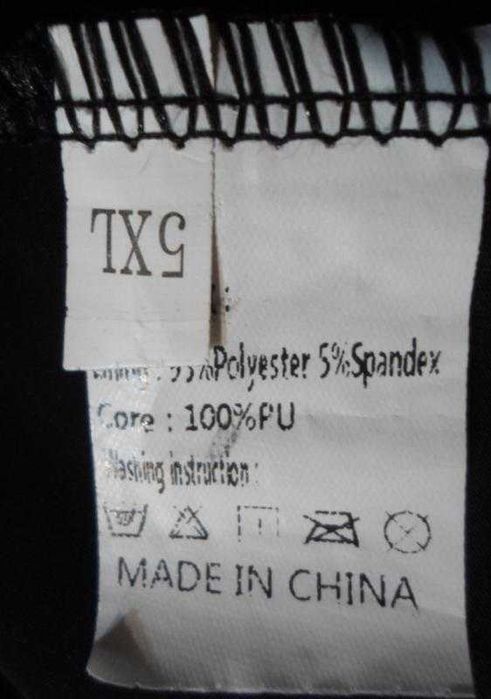 5XL
95%Polyester 5%Spandex
Core : 100%PU
Washing instruction :
MADE IN CHINA